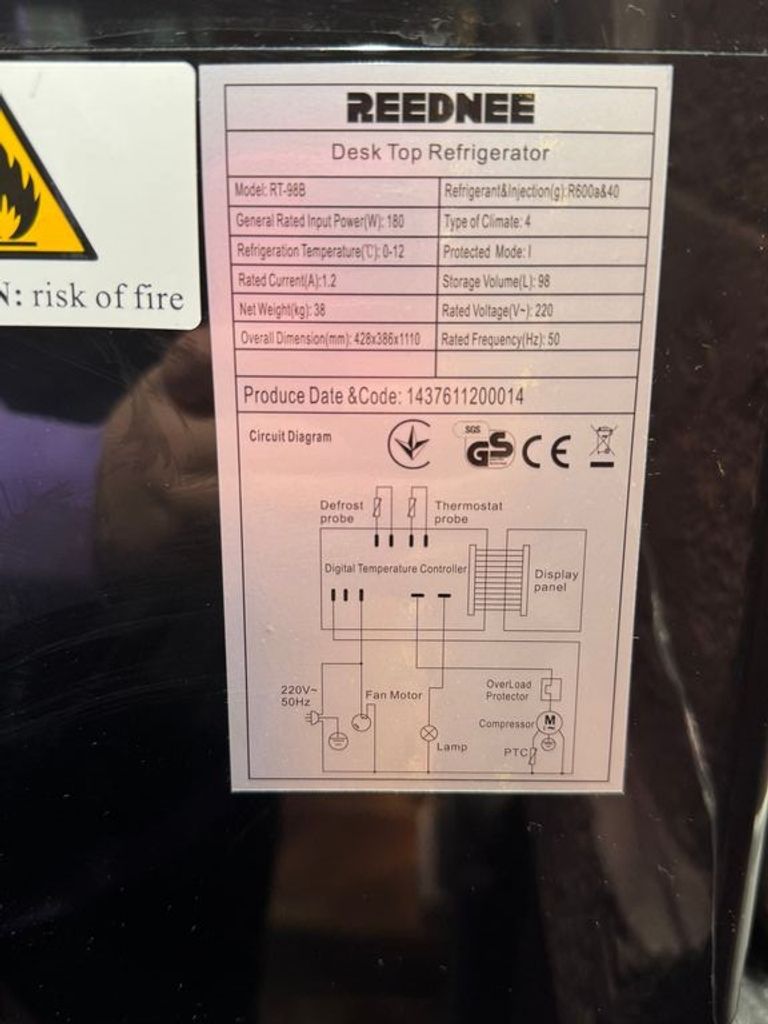 REEDNEE
Desk Top Refrigerator
Model: RT-98B
Refrigerant&Injection(g):R600a&40
General Rated Input Power(W): 180
Type of Climate: 4
Refrigeration Temperature(℃): 0-12
Protected Mode: I
Rated Current(A):1.2
Storage Volume(L): 98
Net Weight(kg): 38
Rated Voltage(V~): 220
Overall Dimension(mm): 428x386x1110
Rated Frequency(Hz): 50
Produce Date &Code: 1437611200014
Circuit Diagram
SGS
GS
CE
Defrost
probe
Thermostat
probe
Digital Temperature Controller
Display
panel
220V~
50Hz
Fan Motor
Lamp
OverLoad
Protector
Compressor
M
PTC
N: risk of fire